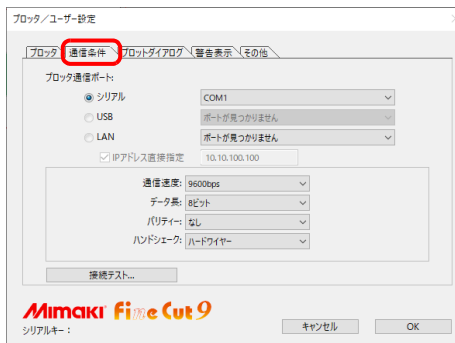 プロッタ／ユーザー設定
プロッタ 通信条件 プロットダイアログ 警告表示 その他
プロッタ通信ポート:
シリアル COM1
USB ポートが見つかりません
LAN ポートが見つかりません
IPアドレス直接指定 10.10.100.100
通信速度: 9600bps
データ長: 8ビット
パリティー: なし
ハンドシェーク: ハードワイヤー
接続テスト...
Mimaki Fine Cut 9
シリアルキー：
キャンセル OK